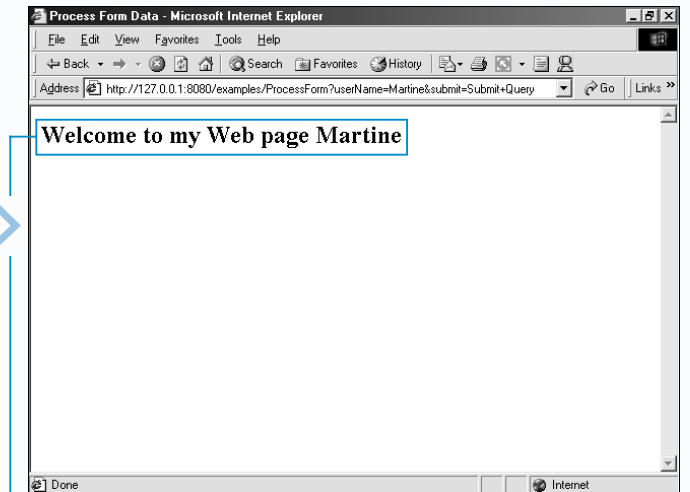 Process Form Data - Microsoft Internet Explorer
File Edit View Favorites Tools Help
Back Search Favorites History
Address http://127.0.0.1:8080/examples/ProcessForm?userName=Martine&submit=Submit+Query Go Links »
Welcome to my Web page Martine
Done Internet